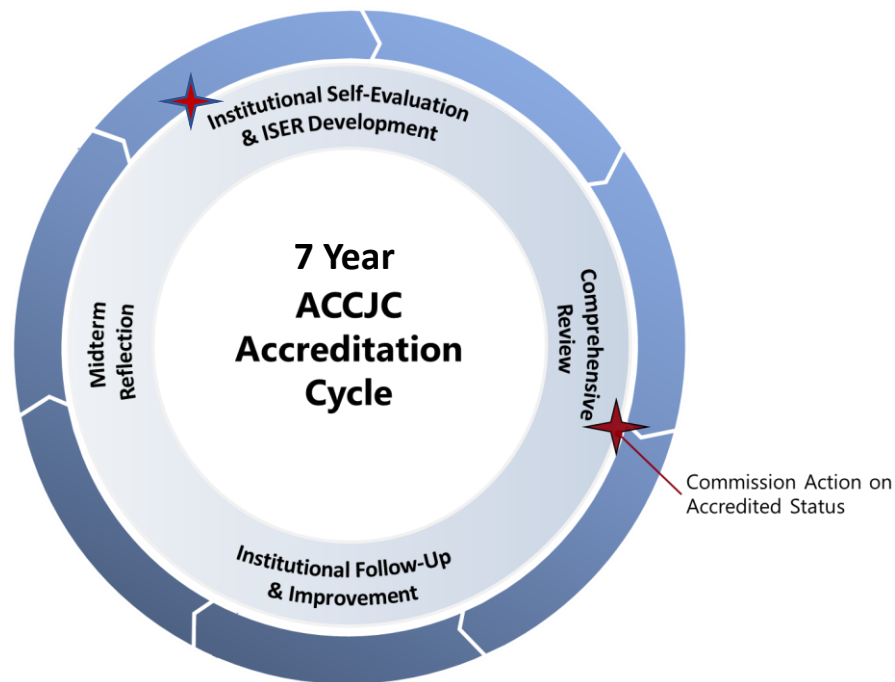 Institutional Self-Evaluation
& ISER Development
7 Year
ACCJC
Accreditation
Cycle
Comprehensive
Review
Midterm
Reflection
Commission Action on
Accredited Status
Institutional Follow-Up
& Improvement